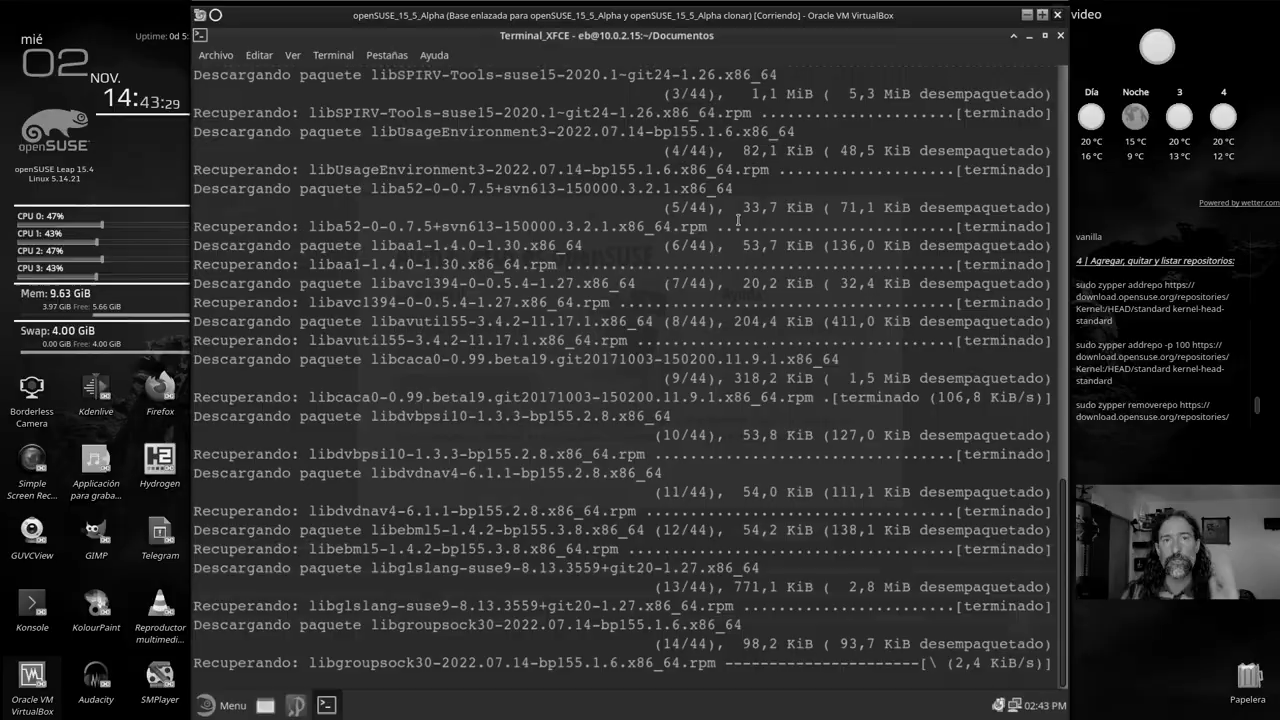 openSUSE_15_5_Alpha (Base enlazada para openSUSE_15_5_Alpha y openSUSE_15_5_Alpha clonar) [Corriendo] - Oracle VM VirtualBox
Terminal_XFCE - eb@10.0.2.15:~/Documentos
Archivo Editar Ver Terminal Pestañas Ayuda
mié
02
NOV.
14:43:29
Uptime: 0d 5:
openSUSE
openSUSE Leap 15.4
Linux 5.14.21
CPU 0: 47%
CPU 1: 43%
CPU 2: 47%
CPU 3: 43%
Mem: 9.63 GiB
3.97 GiB Free: 5.66 GiB
Swap: 4.00 GiB
0.00 GiB Free: 4.00 GiB
Borderless
Camera
Kdenlive
Firefox
Simple
Screen Rec...
Applicación
para graba...
Hydrogen
GUVCView
GIMP
Telegram
Konsole
KolourPaint
Reproductor
multimedi...
Oracle VM
VirtualBox
Audacity
SMPlayer
Descargando paquete libSPIRV-Tools-suse15-2020.1~git24-1.26.x86_64
(3/44), 1,1 MiB ( 5,3 MiB desempaquetado)
Recuperando: libSPIRV-Tools-suse15-2020.1~git24-1.26.x86_64.rpm ......................[terminado]
Descargando paquete libUsageEnvironment3-2022.07.14-bp155.1.6.x86_64
(4/44), 82,1 KiB ( 48,5 KiB desempaquetado)
Recuperando: libUsageEnvironment3-2022.07.14-bp155.1.6.x86_64.rpm ....................[terminado]
Descargando paquete liba52-0-0.7.5+svn613-150000.3.2.1.x86_64
(5/44), 33,7 KiB ( 71,1 KiB desempaquetado)
Recuperando: liba52-0-0.7.5+svn613-150000.3.2.1.x86_64.rpm ...........................[terminado]
Descargando paquete libaa1-1.4.0-1.30.x86_64 (6/44), 53,7 KiB (136,0 KiB desempaquetado)
Recuperando: libaa1-1.4.0-1.30.x86_64.rpm ............................................[terminado]
Descargando paquete libavc1394-0-0.5.4-1.27.x86_64 (7/44), 20,2 KiB ( 32,4 KiB desempaquetado)
Recuperando: libavc1394-0-0.5.4-1.27.x86_64.rpm ......................................[terminado]
Descargando paquete libavutil55-3.4.2-11.17.1.x86_64 (8/44), 204,4 KiB (411,0 KiB desempaquetado)
Recuperando: libavutil55-3.4.2-11.17.1.x86_64.rpm ....................................[terminado]
Descargando paquete libcaca0-0.99.beta19.git20171003-150200.11.9.1.x86_64
(9/44), 318,2 KiB ( 1,5 MiB desempaquetado)
Recuperando: libcaca0-0.99.beta19.git20171003-150200.11.9.1.x86_64.rpm .[terminado (106,8 KiB/s)]
Descargando paquete libdvbpsi10-1.3.3-bp155.2.8.x86_64
(10/44), 53,8 KiB (127,0 KiB desempaquetado)
Recuperando: libdvbpsi10-1.3.3-bp155.2.8.x86_64.rpm ..................................[terminado]
Descargando paquete libdvdnav4-6.1.1-bp155.2.8.x86_64
(11/44), 54,0 KiB (111,1 KiB desempaquetado)
Recuperando: libdvdnav4-6.1.1-bp155.2.8.x86_64.rpm ...................................[terminado]
Descargando paquete libebml5-1.4.2-bp155.3.8.x86_64 (12/44), 54,2 KiB (138,1 KiB desempaquetado)
Recuperando: libebml5-1.4.2-bp155.3.8.x86_64.rpm .....................................[terminado]
Descargando paquete libglslang-suse9-8.13.3559+git20-1.27.x86_64
(13/44), 771,1 KiB ( 2,8 MiB desempaquetado)
Recuperando: libglslang-suse9-8.13.3559+git20-1.27.x86_64.rpm ........................[terminado]
Descargando paquete libgroupsock30-2022.07.14-bp155.1.6.x86_64
(14/44), 98,2 KiB ( 93,7 KiB desempaquetado)
Recuperando: libgroupsock30-2022.07.14-bp155.1.6.x86_64.rpm ----------------------[\ (2,4 KiB/s)]
Menu
02:43 PM
video
Día Noche 3 4
20 °C 15 °C 20 °C 20 °C
16 °C 9 °C 13 °C 12 °C
Powered by wetter.com
vanilla
4 | Agregar, quitar y listar repositorios:
sudo zypper addrepo https://
download.opensuse.org/repositories/
Kernel:/HEAD/standard kernel-head-
standard
sudo zypper addrepo -p 100 https://
download.opensuse.org/repositories/
Kernel:/HEAD/standard kernel-head-
standard
sudo zypper removerepo https://
download.opensuse.org/repositories/
Papelera